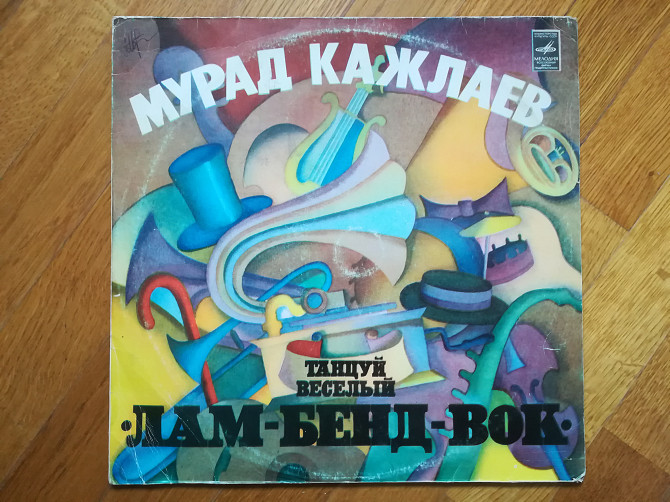 МУРАД КАЖЛАЕВ
МЕЛОДИЯ
ТАНЦУЙ
ВЕСЕЛЫЙ
·ЛАМ-БЕНД-ВОК·